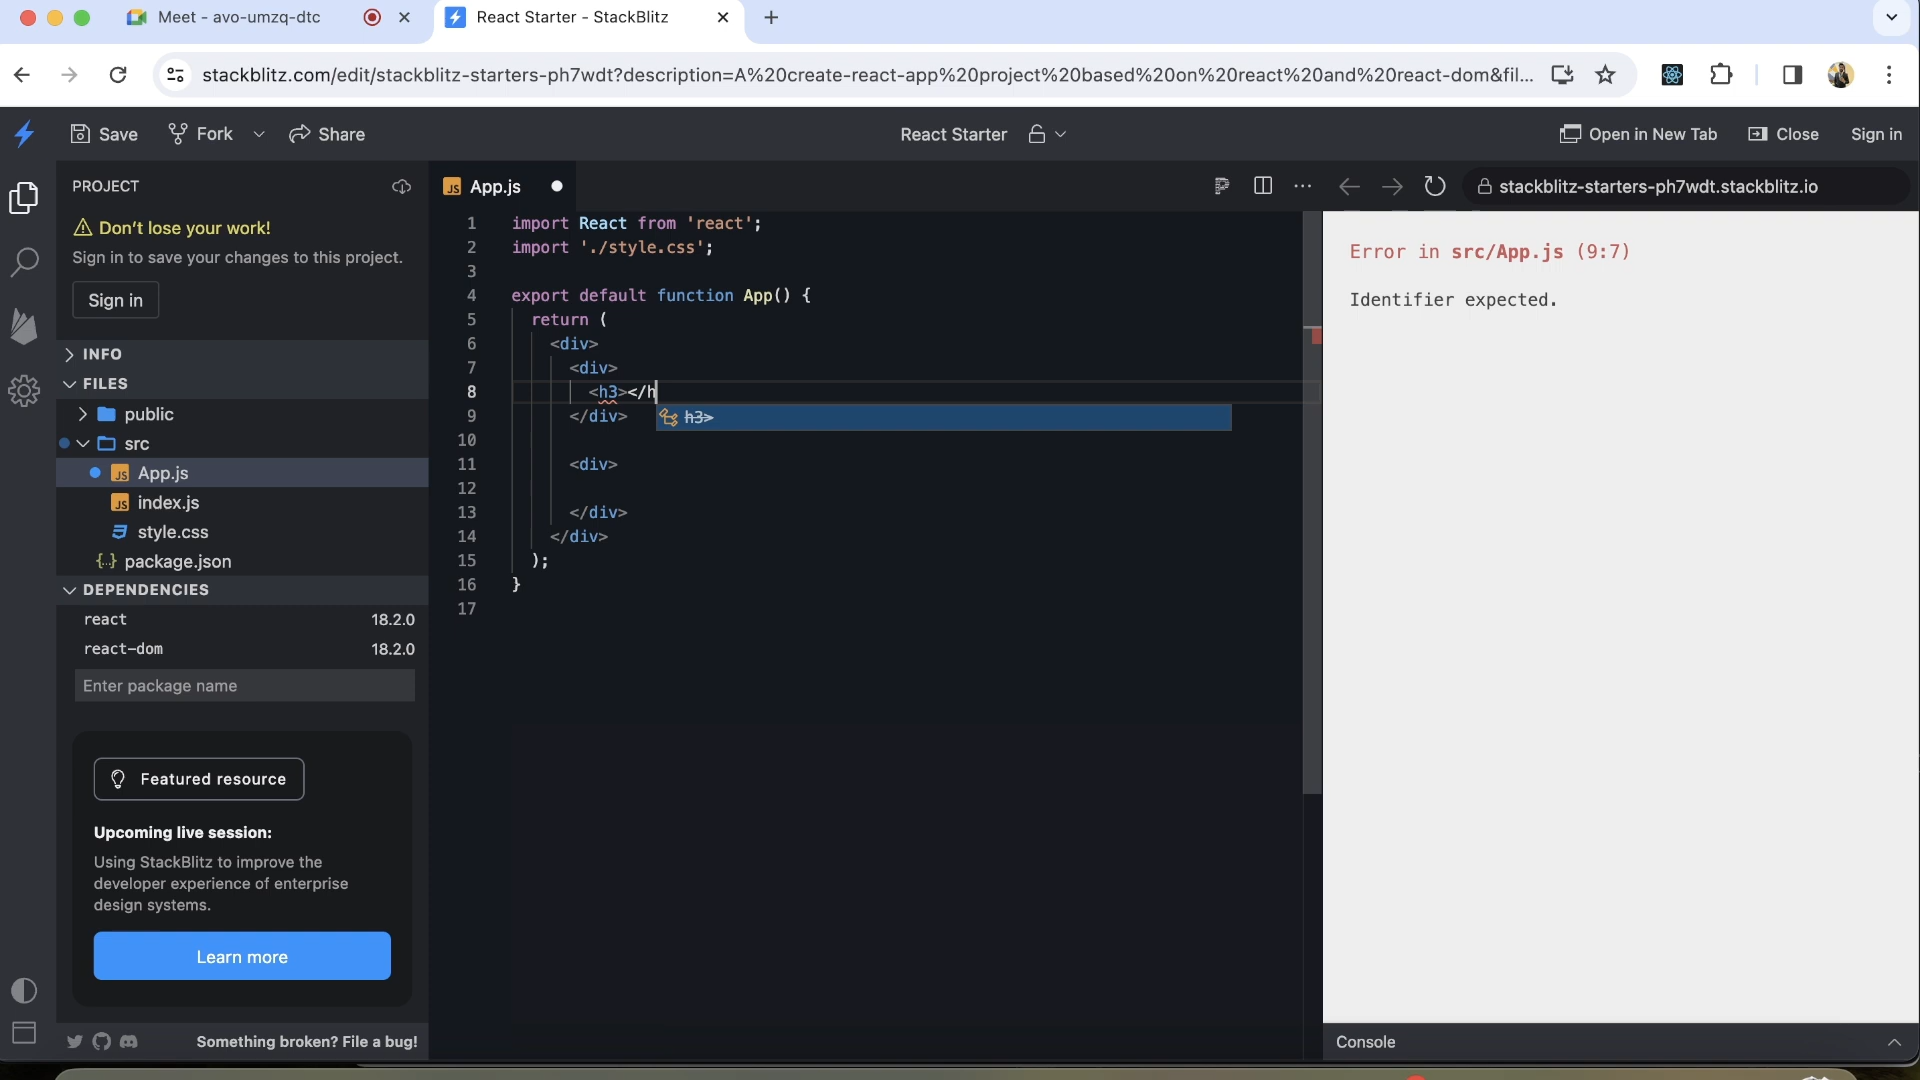 Meet - avo-umzq-dtc
React Starter - StackBlitz
stackblitz.com/edit/stackblitz-starters-ph7wdt?description=A%20create-react-app%20project%20based%20on%20react%20and%20react-dom&fil...
Save
Fork
Share
React Starter
Open in New Tab
Close
Sign in
PROJECT
Don't lose your work!
Sign in to save your changes to this project.
Sign in
INFO
FILES
public
src
JS App.js
JS index.js
style.css
{..} package.json
DEPENDENCIES
react 18.2.0
react-dom 18.2.0
Enter package name
Featured resource
Upcoming live session:
Using StackBlitz to improve the
developer experience of enterprise
design systems.
Learn more
Something broken? File a bug!
JS App.js
1 import React from 'react';
2 import './style.css';
3
4 export default function App() {
5 return (
6 <div>
7 <div>
8 <h3></h
9 </div>
h3>
10
11 <div>
12
13 </div>
14 </div>
15 );
16 }
17
stackblitz-starters-ph7wdt.stackblitz.io
Error in src/App.js (9:7)
Identifier expected.
Console